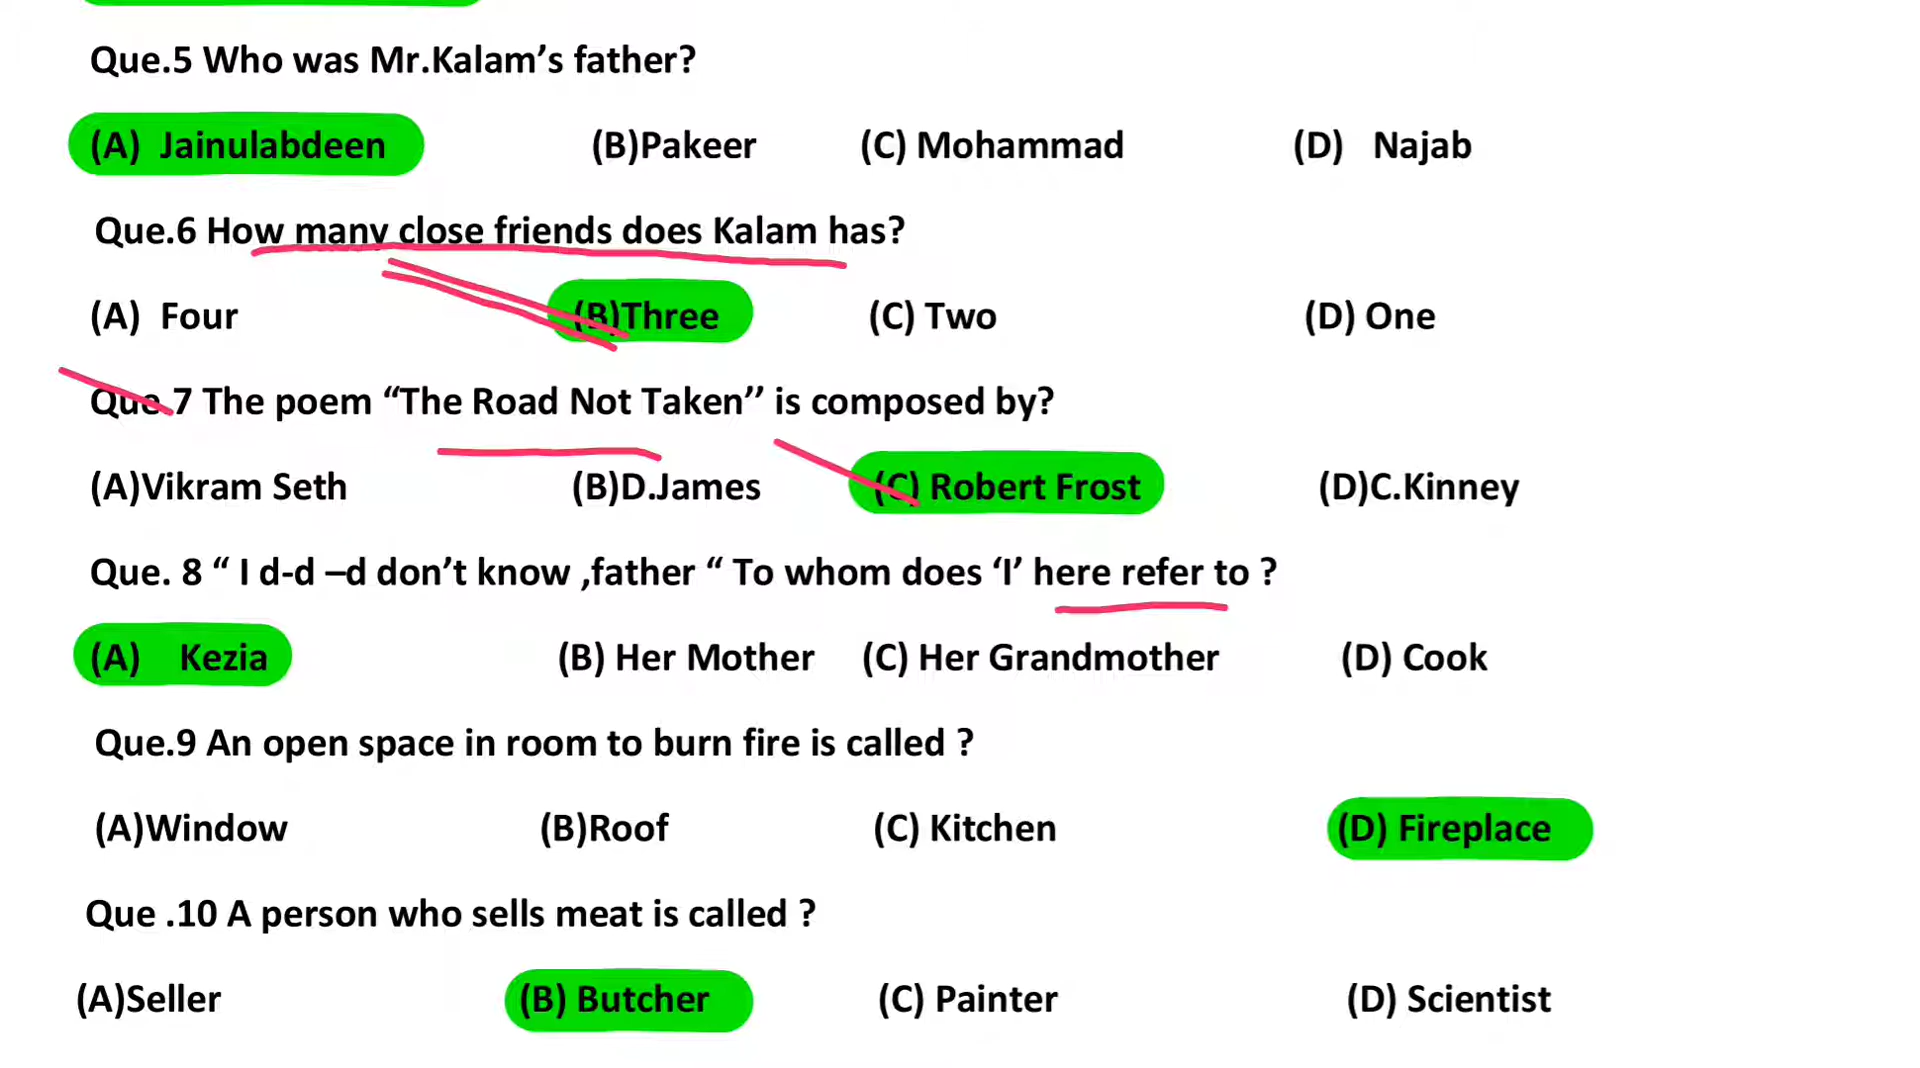 Que.5 Who was Mr.Kalam’s father?
(A) Jainulabdeen (B)Pakeer (C) Mohammad (D) Najab
Que.6 How many close friends does Kalam has?
(A) Four (B)Three (C) Two (D) One
Que.7 The poem “The Road Not Taken’’ is composed by?
(A)Vikram Seth (B)D.James (C) Robert Frost (D)C.Kinney
Que. 8 “ I d-d –d don’t know ,father “ To whom does ‘I’ here refer to ?
(A) Kezia (B) Her Mother (C) Her Grandmother (D) Cook
Que.9 An open space in room to burn fire is called ?
(A)Window (B)Roof (C) Kitchen (D) Fireplace
Que .10 A person who sells meat is called ?
(A)Seller (B) Butcher (C) Painter (D) Scientist